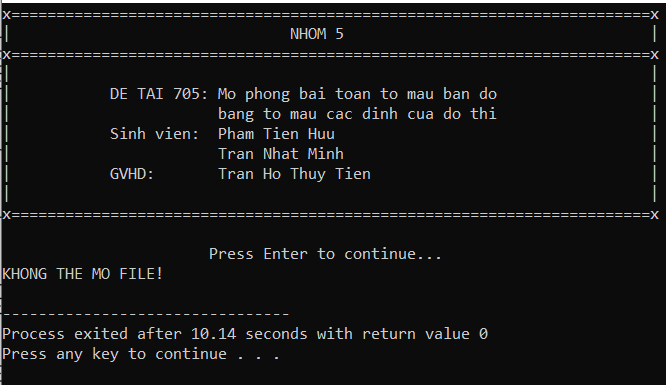 x=======================================================================x
|                               NHOM 5                                  |
x=======================================================================x
|                                                                       |
|           DE TAI 705: Mo phong bai toan to mau ban do                 |
|                       bang to mau cac dinh cua do thi                 |
|           Sinh vien:  Pham Tien Huu                                   |
|                       Tran Nhat Minh                                  |
|           GVHD:       Tran Ho Thuy Tien                               |
|                                                                       |
x=======================================================================x
Press Enter to continue...
KHONG THE MO FILE!
--------------------------------
Process exited after 10.14 seconds with return value 0
Press any key to continue . . .